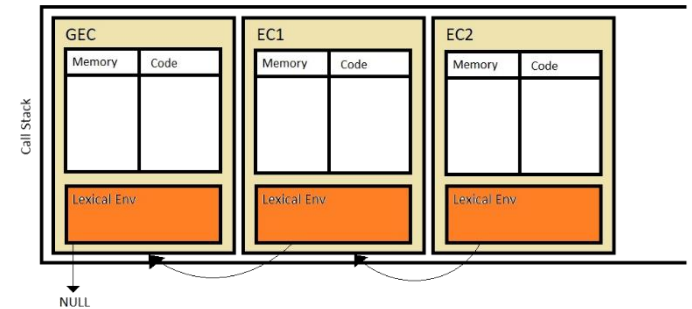 GEC
EC1
EC2
Memory Code
Memory Code
Memory Code
Call Stack
Lexical Env
Lexical Env
Lexical Env
NULL